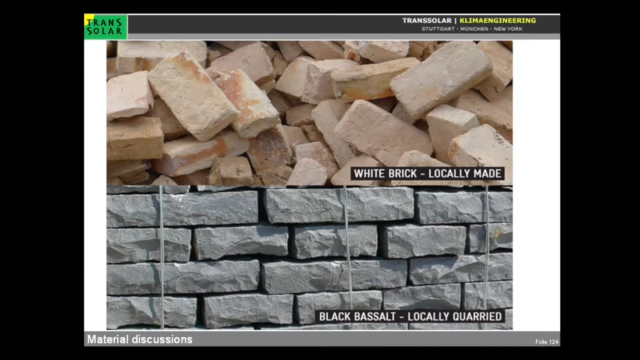 TRANS
SOLAR
TRANSSOLAR | KLIMAENGINEERING
STUTTGART - MÜNCHEN - NEW YORK
WHITE BRICK - LOCALLY MADE
BLACK BASSALT - LOCALLY QUARRIED
Material discussions
Folie 124